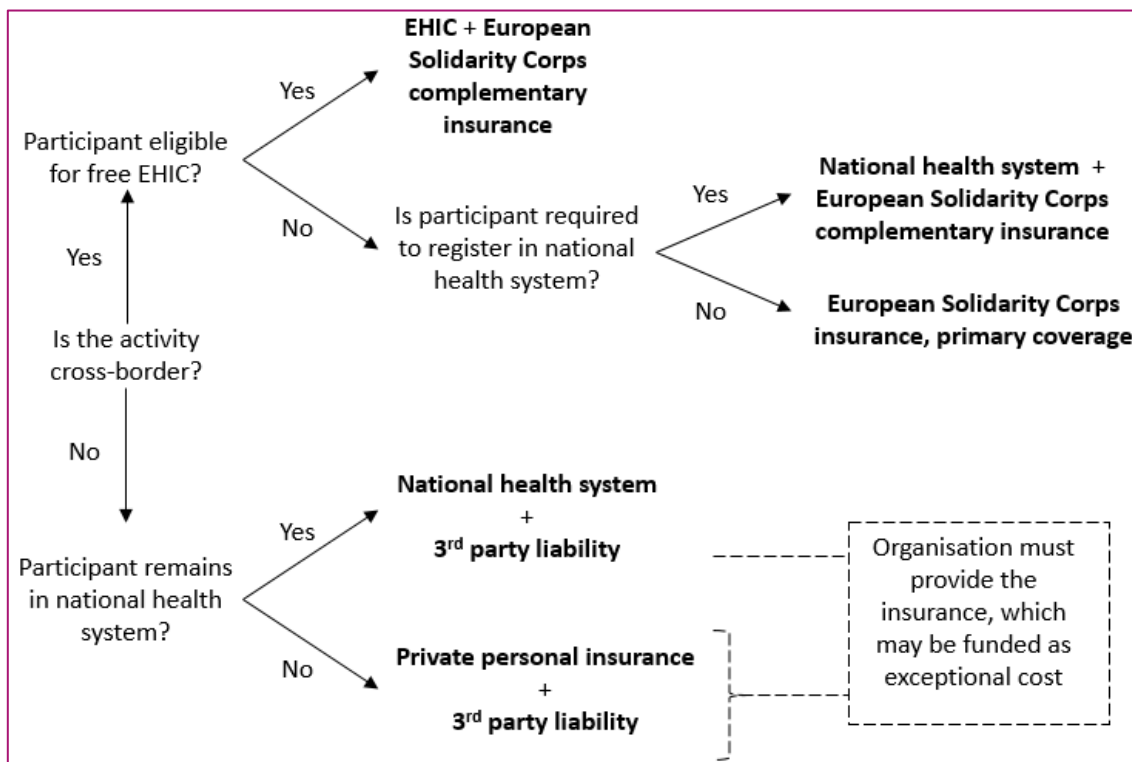 EHIC + European
Solidarity Corps
complementary
insurance
Yes
Participant eligible
for free EHIC?
No
Is participant required
to register in national
health system?
Yes
National health system +
European Solidarity Corps
complementary insurance
No
European Solidarity Corps
insurance, primary coverage
Yes
Is the activity
cross-border?
No
Participant remains
in national health
system?
Yes
National health system
+
3rd party liability
No
Private personal insurance
+
3rd party liability
Organisation must
provide the
insurance, which
may be funded as
exceptional cost